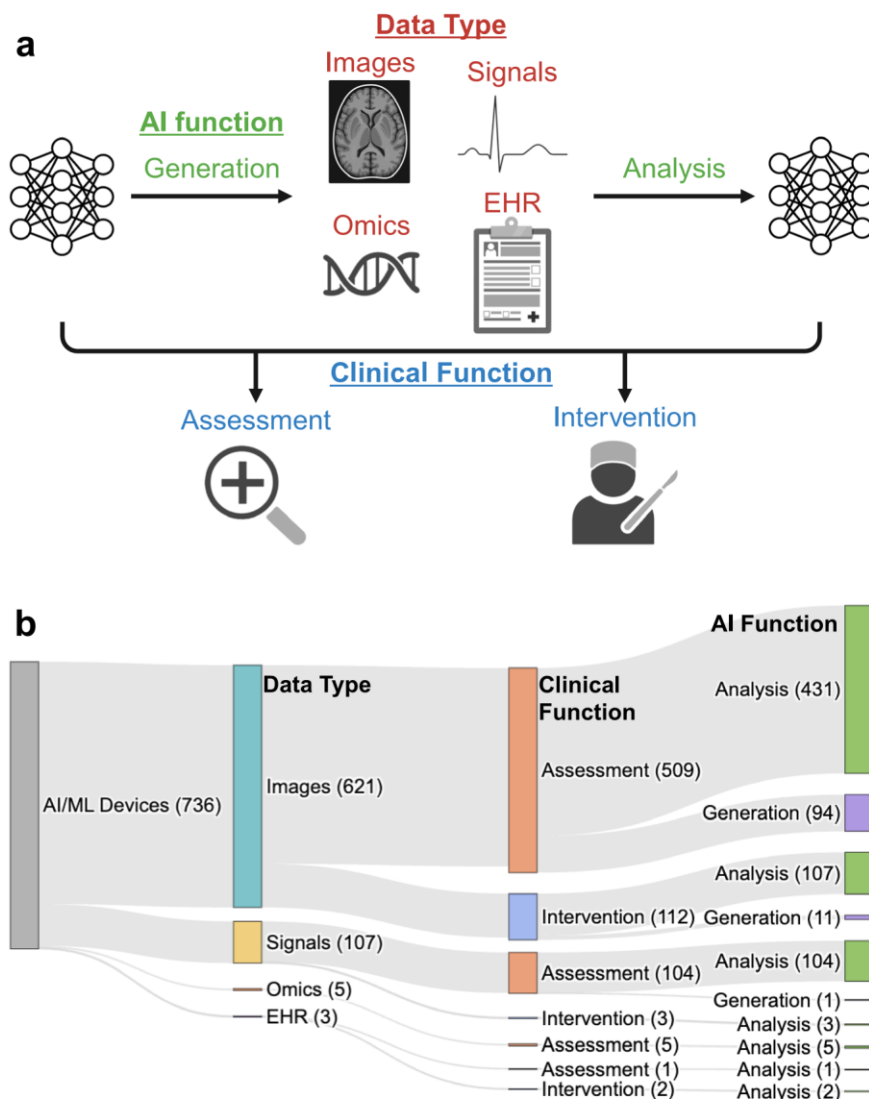 a
Data Type
Images
Signals
AI function
Generation
Analysis
Omics
EHR
Clinical Function
Assessment
Intervention
b
Data Type
Clinical
Function
AI Function
AI/ML Devices (736)
Images (621)
Signals (107)
Omics (5)
EHR (3)
Assessment (509)
Intervention (112)
Assessment (104)
Intervention (3)
Assessment (5)
Assessment (1)
Intervention (2)
Analysis (431)
Generation (94)
Analysis (107)
Generation (11)
Analysis (104)
Generation (1)
Analysis (3)
Analysis (5)
Analysis (1)
Analysis (2)